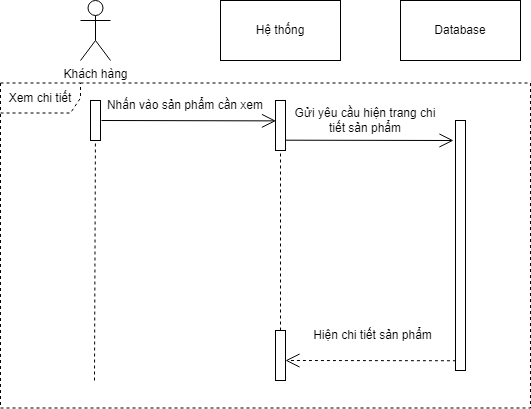 Hệ thống
Database
Khách hàng
Xem chi tiết
Nhấn vào sản phẩm cần xem
Gửi yêu cầu hiện trang chi
tiết sản phẩm
Hiện chi tiết sản phẩm